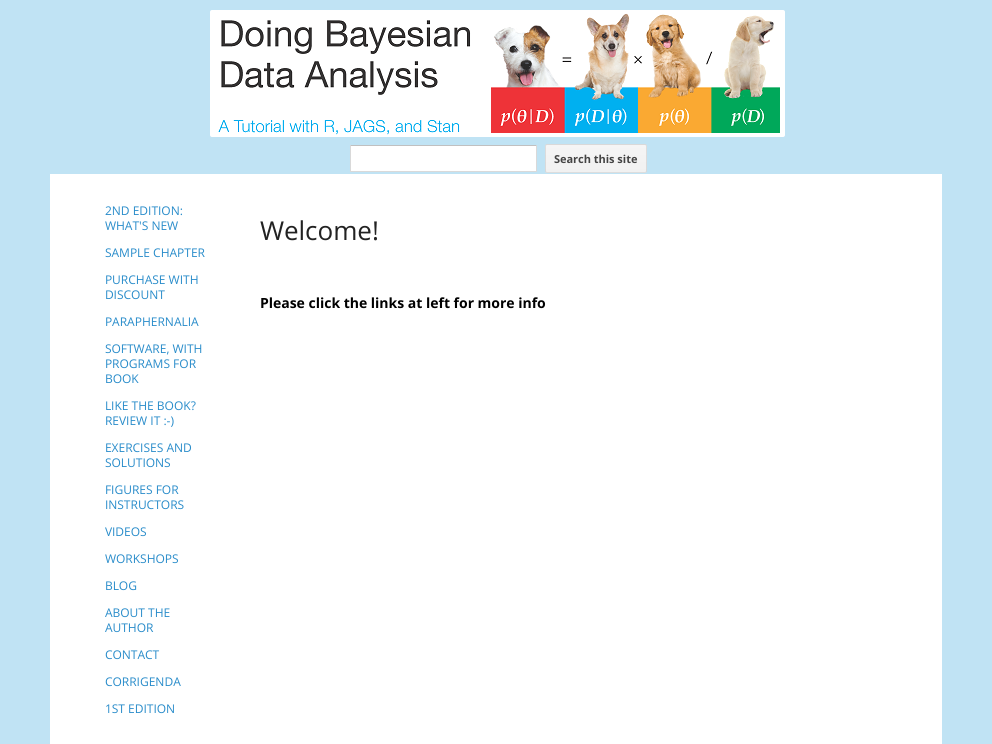 Doing Bayesian
Data Analysis
A Tutorial with R, JAGS, and Stan
= × /
p(θ|D) p(D|θ) p(θ) p(D)
Search this site
2ND EDITION:
WHAT'S NEW
SAMPLE CHAPTER
PURCHASE WITH
DISCOUNT
PARAPHERNALIA
SOFTWARE, WITH
PROGRAMS FOR
BOOK
LIKE THE BOOK?
REVIEW IT :-)
EXERCISES AND
SOLUTIONS
FIGURES FOR
INSTRUCTORS
VIDEOS
WORKSHOPS
BLOG
ABOUT THE
AUTHOR
CONTACT
CORRIGENDA
1ST EDITION
Welcome!
Please click the links at left for more info